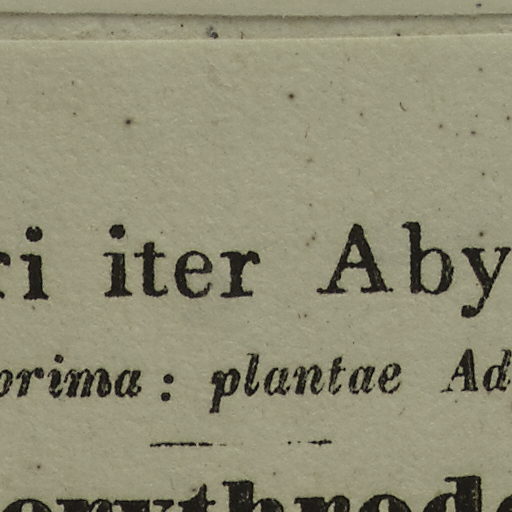 ri iter Aby
prima: plantae Ad